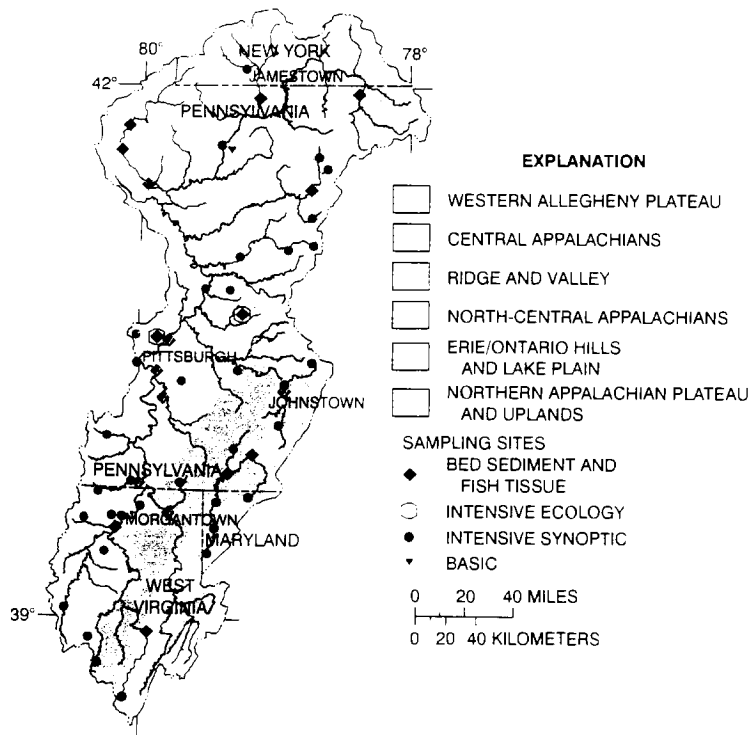 80°
NEW YORK
78°
42°
JAMESTOWN
PENNSYLVANIA
EXPLANATION
WESTERN ALLEGHENY PLATEAU
CENTRAL APPALACHIANS
RIDGE AND VALLEY
NORTH-CENTRAL APPALACHIANS
ERIE/ONTARIO HILLS
AND LAKE PLAIN
NORTHERN APPALACHIAN PLATEAU
AND UPLANDS
PITTSBURGH
JOHNSTOWN
SAMPLING SITES
BED SEDIMENT AND
FISH TISSUE
INTENSIVE ECOLOGY
INTENSIVE SYNOPTIC
BASIC
PENNSYLVANIA
MORGANTOWN
MARYLAND
WEST
VIRGINIA
39°
0 20 40 MILES
0 20 40 KILOMETERS